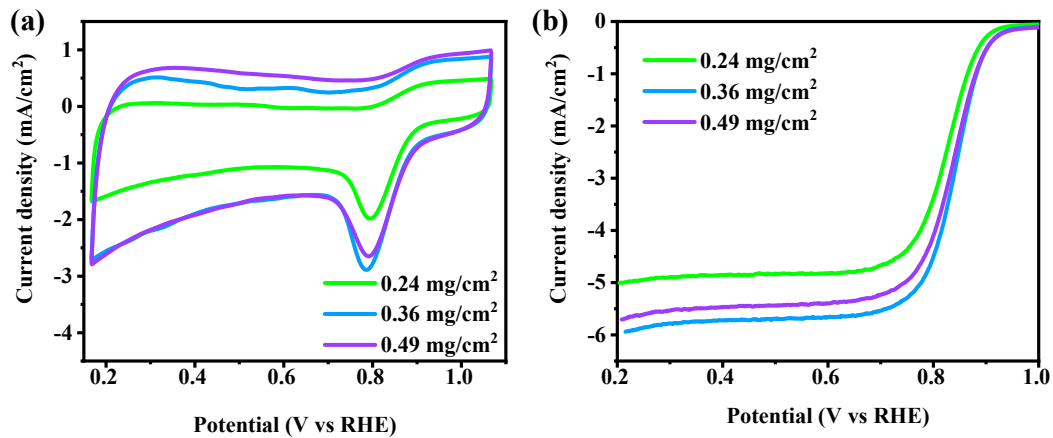 (a)
Current density (mA/cm²)
1
0
-1
-2
-3
-4
0.24 mg/cm²
0.36 mg/cm²
0.49 mg/cm²
0.2 0.4 0.6 0.8 1.0
Potential (V vs RHE)
(b)
Current density (mA/cm²)
0
-1
-2
-3
-4
-5
-6
0.24 mg/cm²
0.36 mg/cm²
0.49 mg/cm²
0.2 0.4 0.6 0.8 1.0
Potential (V vs RHE)